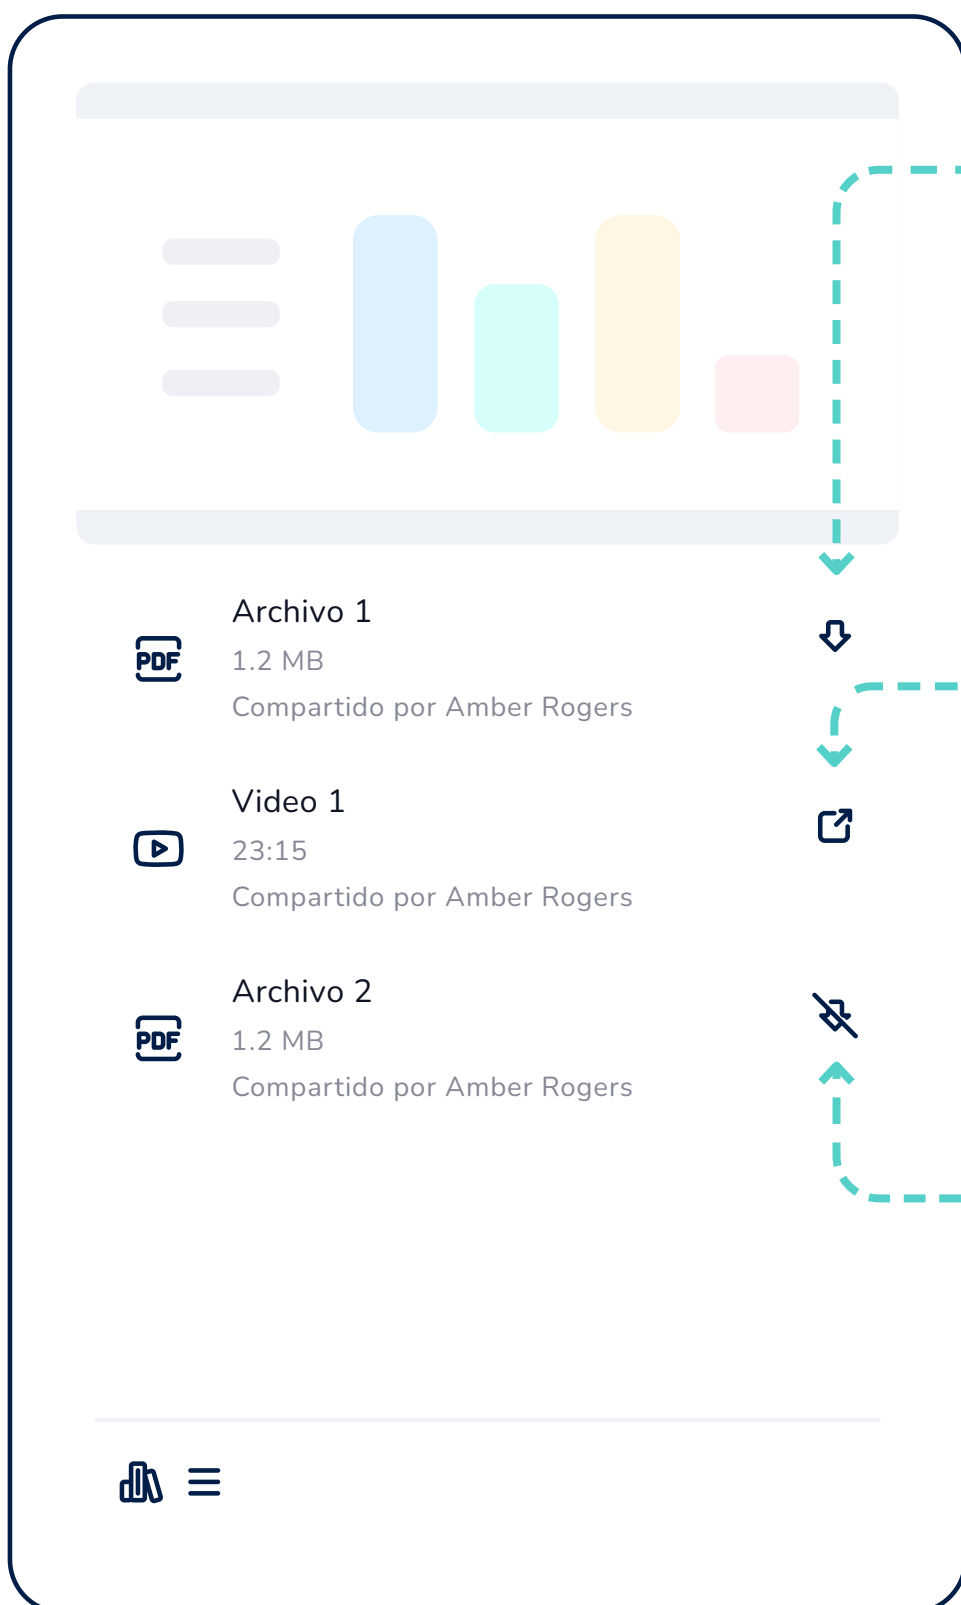 Archivo 1
PDF
1.2 MB
Compartido por Amber Rogers
Video 1
23:15
Compartido por Amber Rogers
Archivo 2
PDF
1.2 MB
Compartido por Amber Rogers